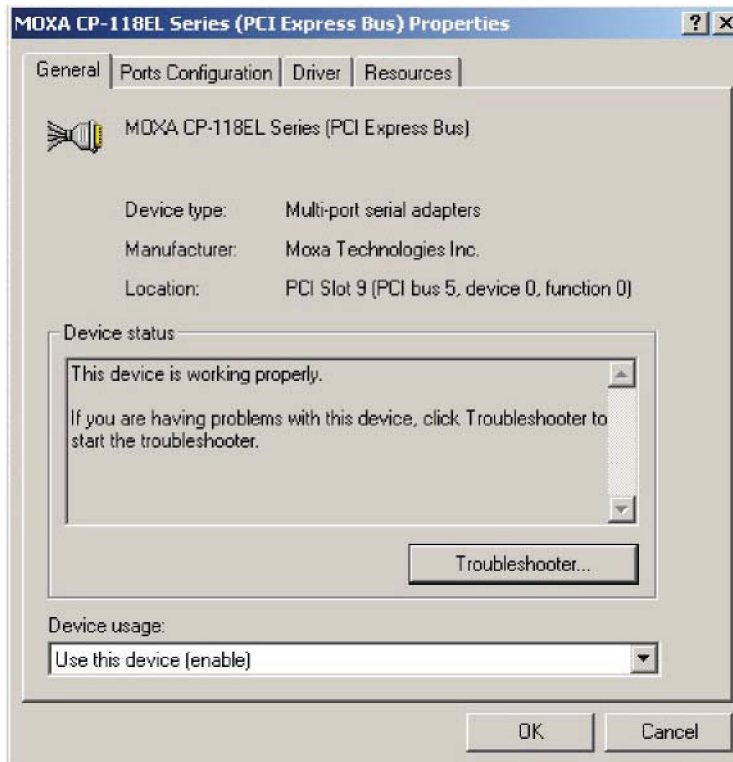 MOXA CP-118EL Series (PCI Express Bus) Properties
General Ports Configuration Driver Resources
MOXA CP-118EL Series (PCI Express Bus)
Device type: Multi-port serial adapters
Manufacturer: Moxa Technologies Inc.
Location: PCI Slot 9 (PCI bus 5, device 0, function 0)
Device status
This device is working properly.
If you are having problems with this device, click Troubleshooter to
start the troubleshooter.
Troubleshooter...
Device usage:
Use this device (enable)
OK Cancel